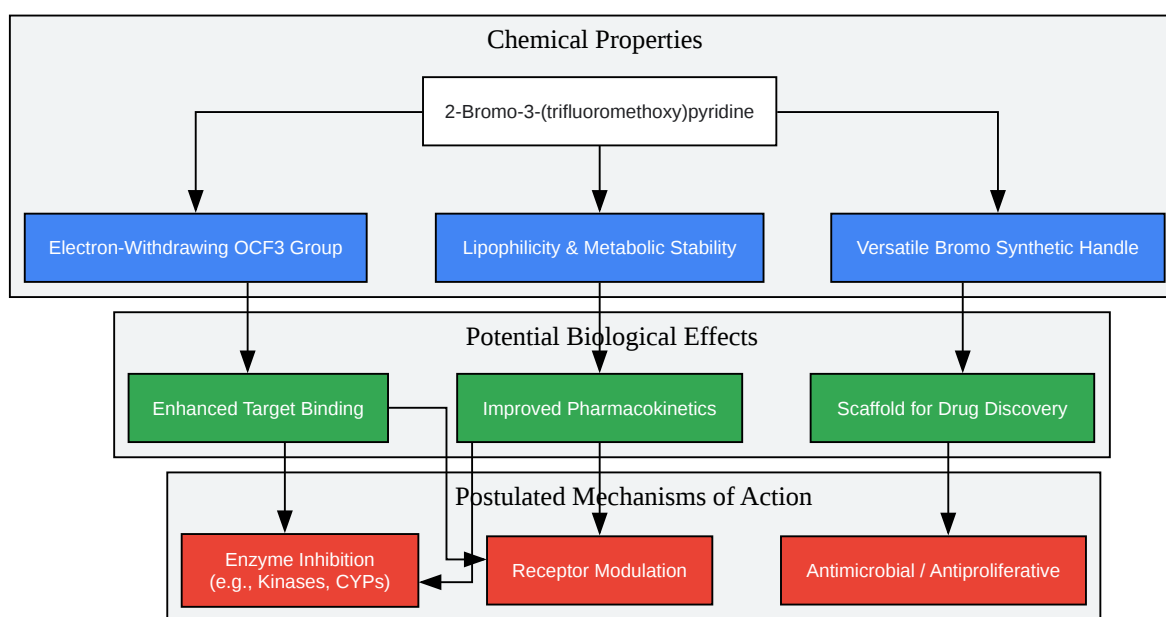 Chemical Properties
2-Bromo-3-(trifluoromethoxy)pyridine
Electron-Withdrawing OCF3 Group
Lipophilicity & Metabolic Stability
Versatile Bromo Synthetic Handle
Potential Biological Effects
Enhanced Target Binding
Improved Pharmacokinetics
Scaffold for Drug Discovery
Postulated Mechanisms of Action
Enzyme Inhibition
(e.g., Kinases, CYPs)
Receptor Modulation
Antimicrobial / Antiproliferative